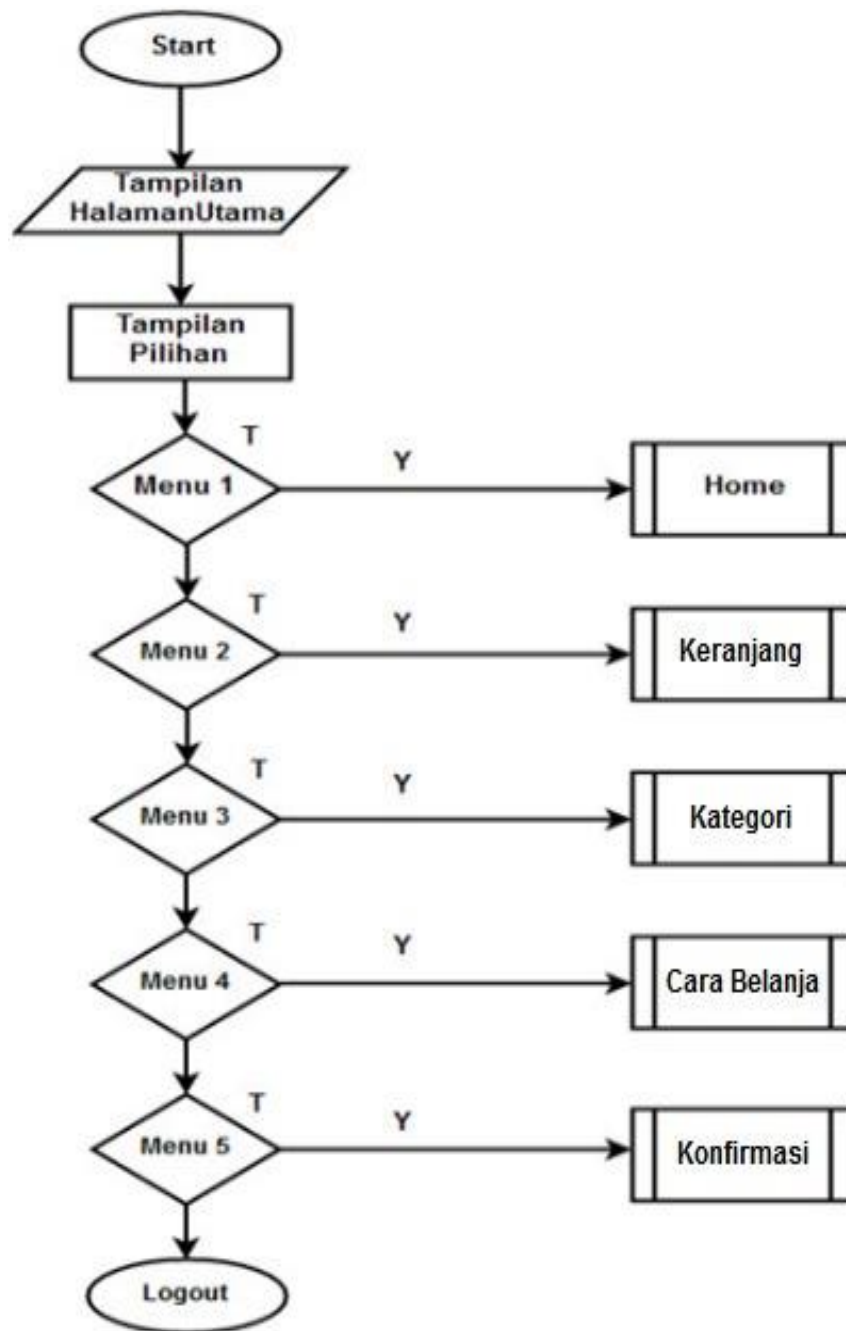 Start
Tampilan
HalamanUtama
Tampilan
Pilihan
T
Menu 1
Y
Home
T
Menu 2
Y
Keranjang
T
Menu 3
Y
Kategori
T
Menu 4
Y
Cara Belanja
T
Menu 5
Y
Konfirmasi
Logout